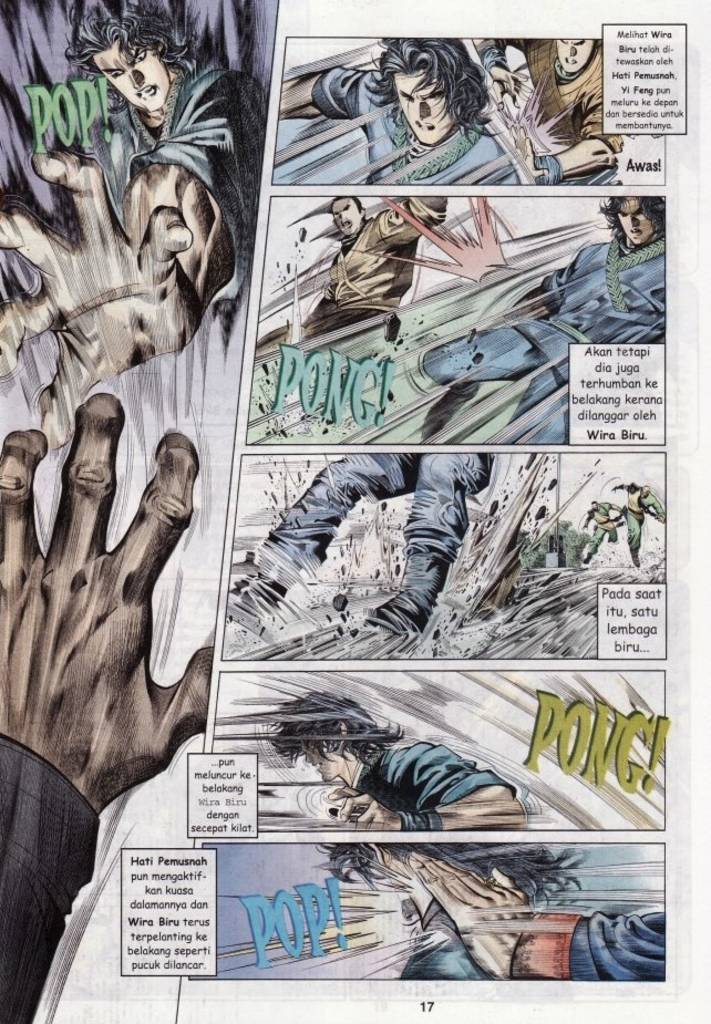 POP!
Melihat Wira
Biru telah di-
tewaskan oleh
Hati Pemusnah,
Yi Feng pun
meluru ke depan
dan bersedia untuk
membantunya.
Awas!
PONG!
Akan tetapi
dia juga
terhumban ke
belakang kerana
dilanggar oleh
Wira Biru.
Pada saat
itu, satu
lembaga
biru...
PONG!
...pun
meluncur ke-
belakang
Wira Biru
dengan
secepat kilat.
Hati Pemusnah
pun mengaktif-
kan kuasa
dalamannya dan
Wira Biru terus
terpelanting ke
belakang seperti
pucuk dilancar.
POP!
17